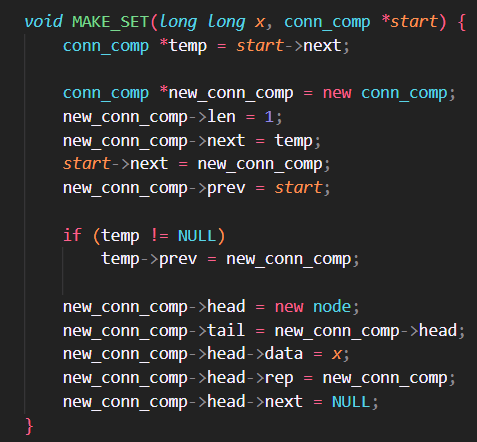 void MAKE_SET(long long x, conn_comp *start) {
    conn_comp *temp = start->next;

    conn_comp *new_conn_comp = new conn_comp;
    new_conn_comp->len = 1;
    new_conn_comp->next = temp;
    start->next = new_conn_comp;
    new_conn_comp->prev = start;

    if (temp != NULL)
        temp->prev = new_conn_comp;

    new_conn_comp->head = new node;
    new_conn_comp->tail = new_conn_comp->head;
    new_conn_comp->head->data = x;
    new_conn_comp->head->rep = new_conn_comp;
    new_conn_comp->head->next = NULL;
}